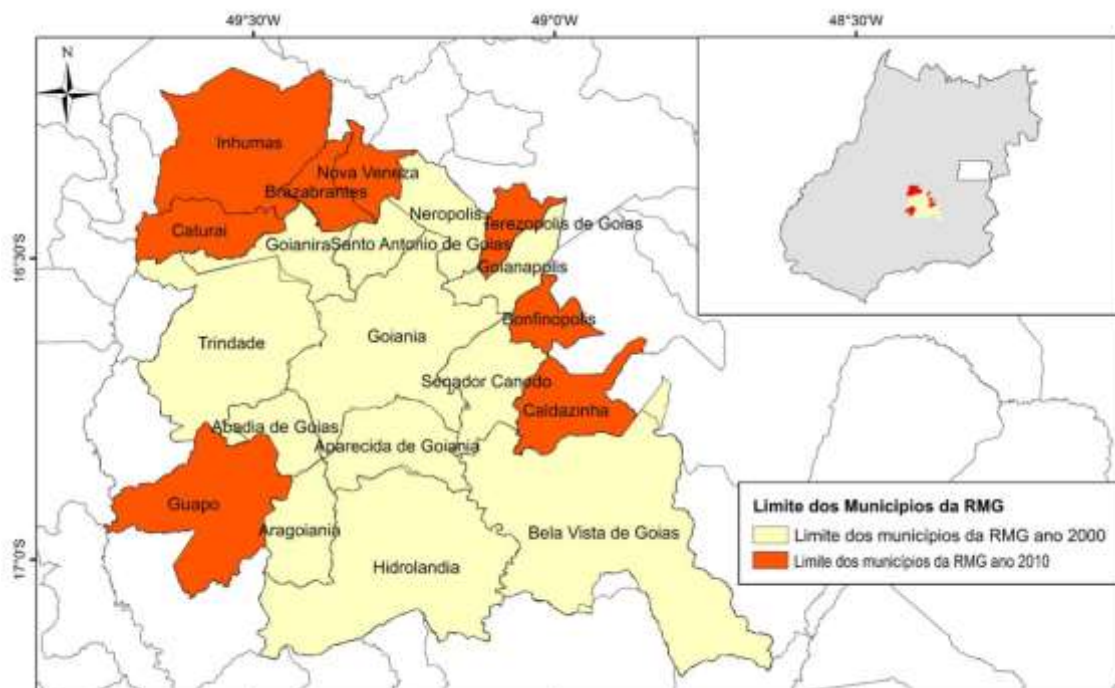 49°30'W
49°0'W
48°30'W
N
Inhumas
Nova Veneza
Brazabrantes
Neropolis
Terezopolis de Goias
Caturai
Goianira
Santo Antonio de Goias
16°30'S
Goianapolis
Bonfinopolis
Trindade
Goiania
Senador Canedo
Caldazinha
Abadia de Goias
Aparecida de Goiania
Guapo
Aragoiania
Bela Vista de Goias
Hidrolandia
17°0'S
Limite dos Municípios da RMG
Limite dos municípios da RMG ano 2000
Limite dos municípios da RMG ano 2010